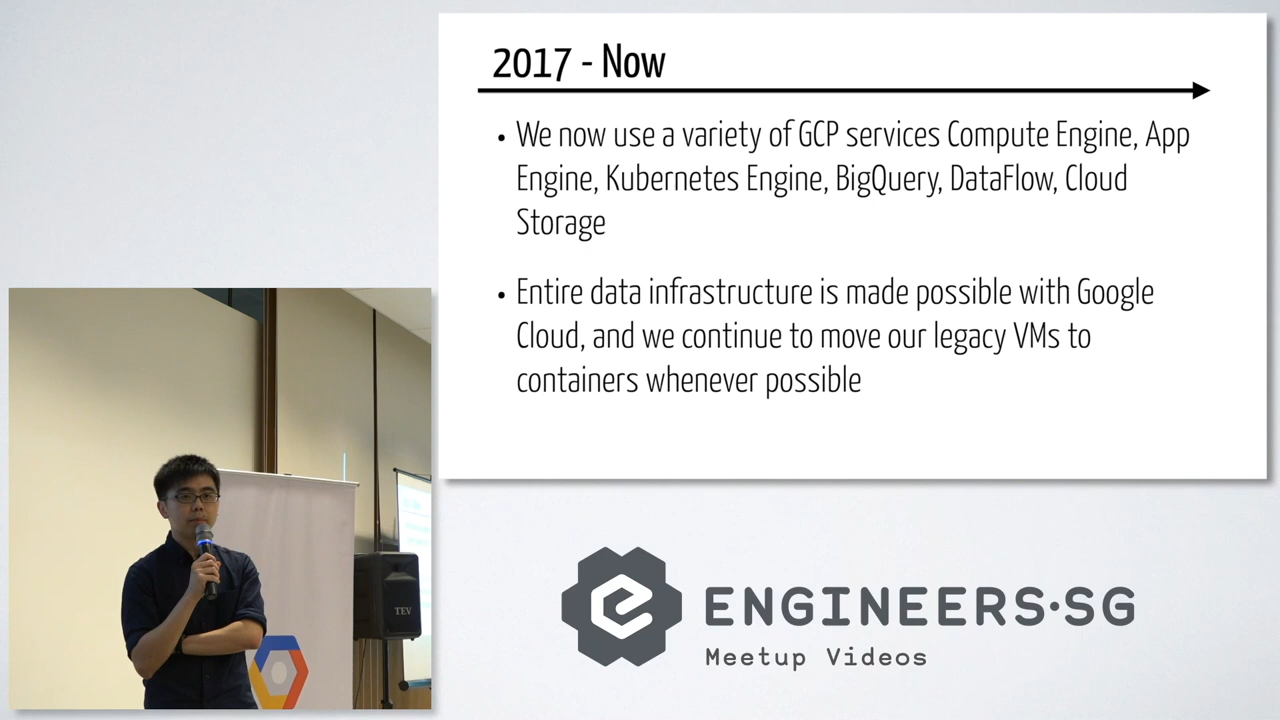 2017 - Now
• We now use a variety of GCP services Compute Engine, App
Engine, Kubernetes Engine, BigQuery, DataFlow, Cloud
Storage
• Entire data infrastructure is made possible with Google
Cloud, and we continue to move our legacy VMs to
containers whenever possible
TEV
ENGINEERS·SG
Meetup Videos